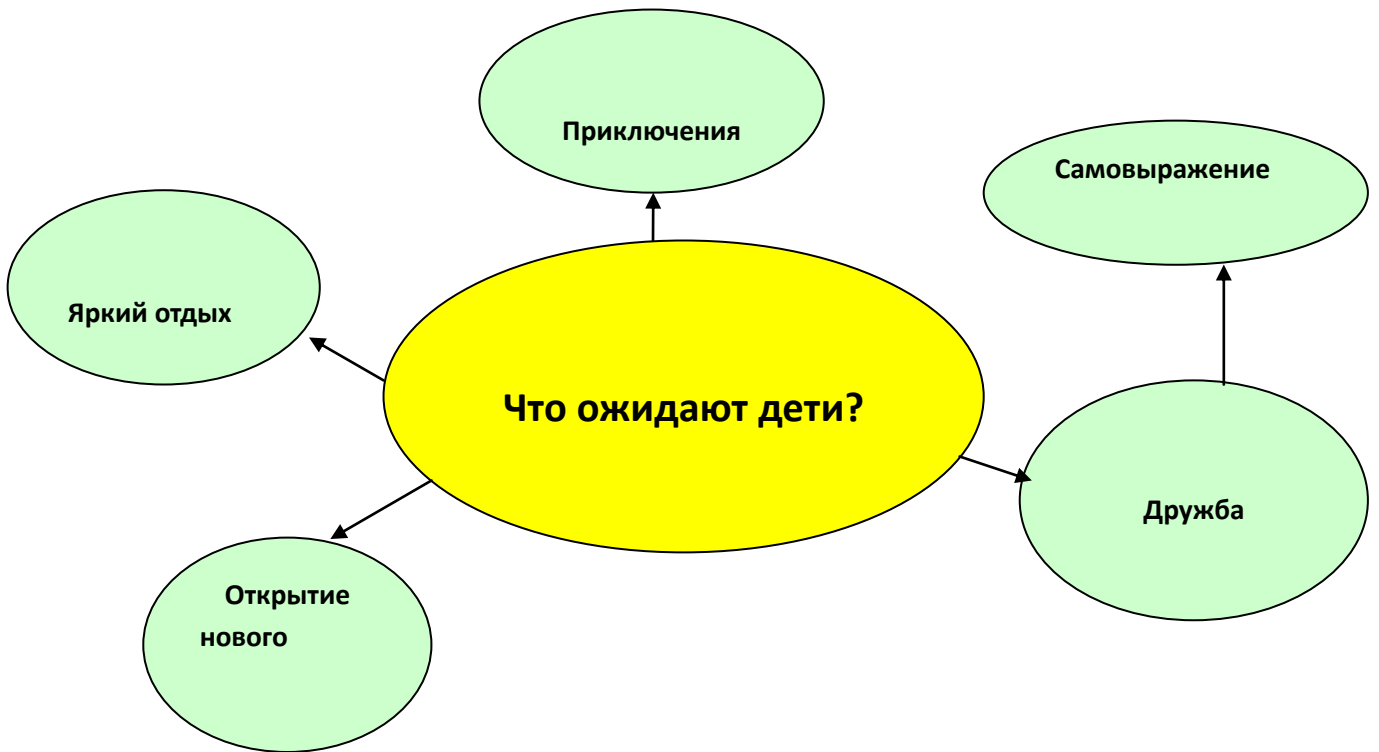 Приключения
Самовыражение
Яркий отдых
Что ожидают дети?
Дружба
Открытие
нового